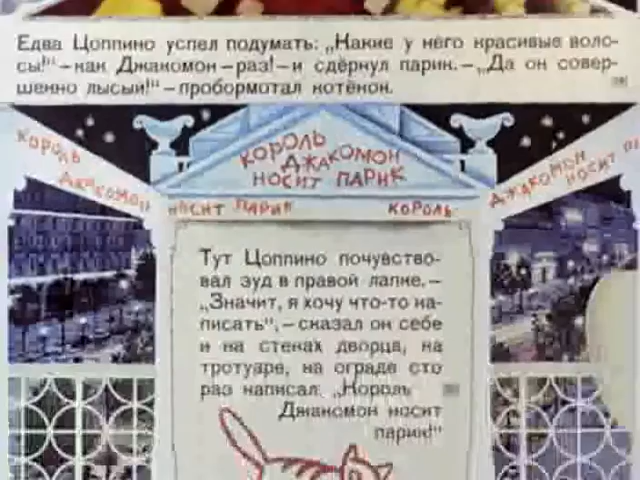 Едва Цоппино успел подумать: „Какие у него красивые воло-
сы!“ – как Джакомон – раз! – и сдёрнул парик. – „Да он совер-
шенно лысый!“ – пробормотал котёнок.
КОРОЛЬ
ДЖАКОМОН
НОСИТ ПАРИК
КОРОЛЬ
ДЖАКОМОН
НОСИТ ПАРИК
КОРОЛЬ
ДЖАКОМОН
НОСИТ
Тут Цоппино почувство-
вал зуд в правой лапке. –
„Значит, я хочу что-то на-
писать“, – сказал он себе
и на стенах дворца, на
тротуаре, на ограде сто
раз написал: „Король
Джакомон носит
парик!“